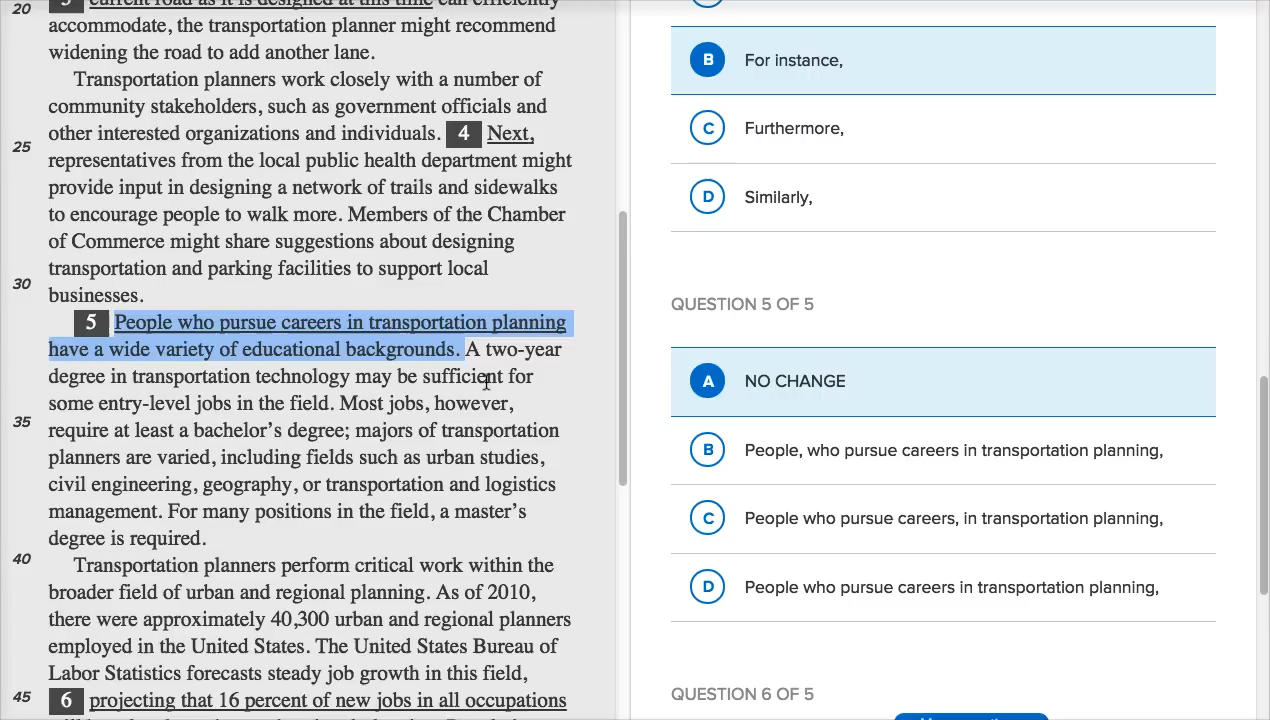 20
3 current road as it is designed at this time can efficiently
accommodate, the transportation planner might recommend
widening the road to add another lane.
Transportation planners work closely with a number of
community stakeholders, such as government officials and
other interested organizations and individuals. 4 Next,
25
representatives from the local public health department might
provide input in designing a network of trails and sidewalks
to encourage people to walk more. Members of the Chamber
of Commerce might share suggestions about designing
transportation and parking facilities to support local
30
businesses.
5 People who pursue careers in transportation planning
have a wide variety of educational backgrounds. A two-year
degree in transportation technology may be sufficient for
some entry-level jobs in the field. Most jobs, however,
35
require at least a bachelor's degree; majors of transportation
planners are varied, including fields such as urban studies,
civil engineering, geography, or transportation and logistics
management. For many positions in the field, a master's
degree is required.
40
Transportation planners perform critical work within the
broader field of urban and regional planning. As of 2010,
there were approximately 40,300 urban and regional planners
employed in the United States. The United States Bureau of
Labor Statistics forecasts steady job growth in this field,
45
6 projecting that 16 percent of new jobs in all occupations
B For instance,
C Furthermore,
D Similarly,
QUESTION 5 OF 5
A NO CHANGE
B People, who pursue careers in transportation planning,
C People who pursue careers, in transportation planning,
D People who pursue careers in transportation planning,
QUESTION 6 OF 5